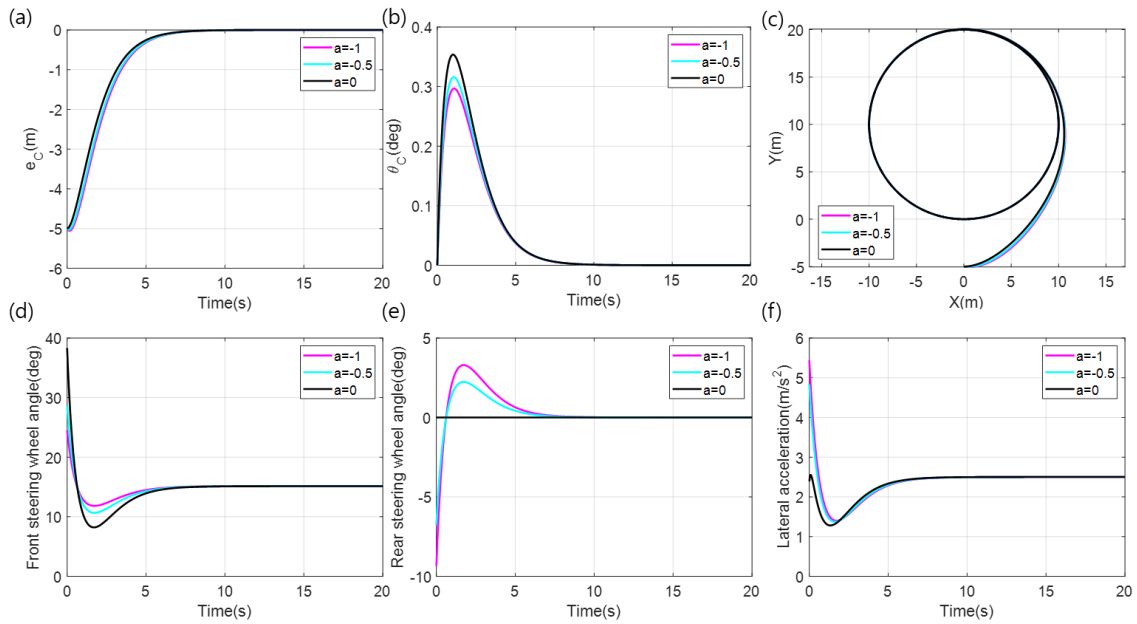 (a)
0
-1
-2
-3
-4
-5
-6
e_C(m)
0 5 10 15 20
Time(s)
a=-1
a=-0.5
a=0
(b)
0.4
0.3
0.2
0.1
0
θ_C(deg)
0 5 10 15 20
Time(s)
a=-1
a=-0.5
a=0
(c)
20
15
10
5
0
-5
Y(m)
-15 -10 -5 0 5 10 15
X(m)
a=-1
a=-0.5
a=0
(d)
40
30
20
10
0
Front steering wheel angle(deg)
0 5 10 15 20
Time(s)
a=-1
a=-0.5
a=0
(e)
5
0
-5
-10
Rear steering wheel angle(deg)
0 5 10 15 20
Time(s)
a=-1
a=-0.5
a=0
(f)
6
5
4
3
2
1
0
Lateral acceleration(m/s²)
0 5 10 15 20
Time(s)
a=-1
a=-0.5
a=0